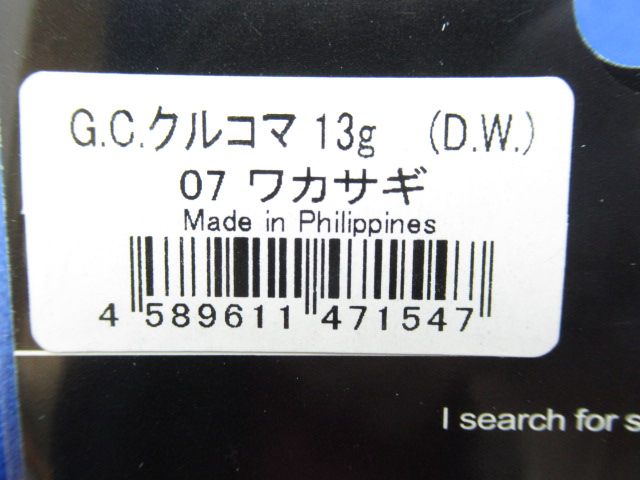 G.C.クルコマ 13g (D.W.)
07 ワカサギ
Made in Philippines
4 589611 471547
I search for s